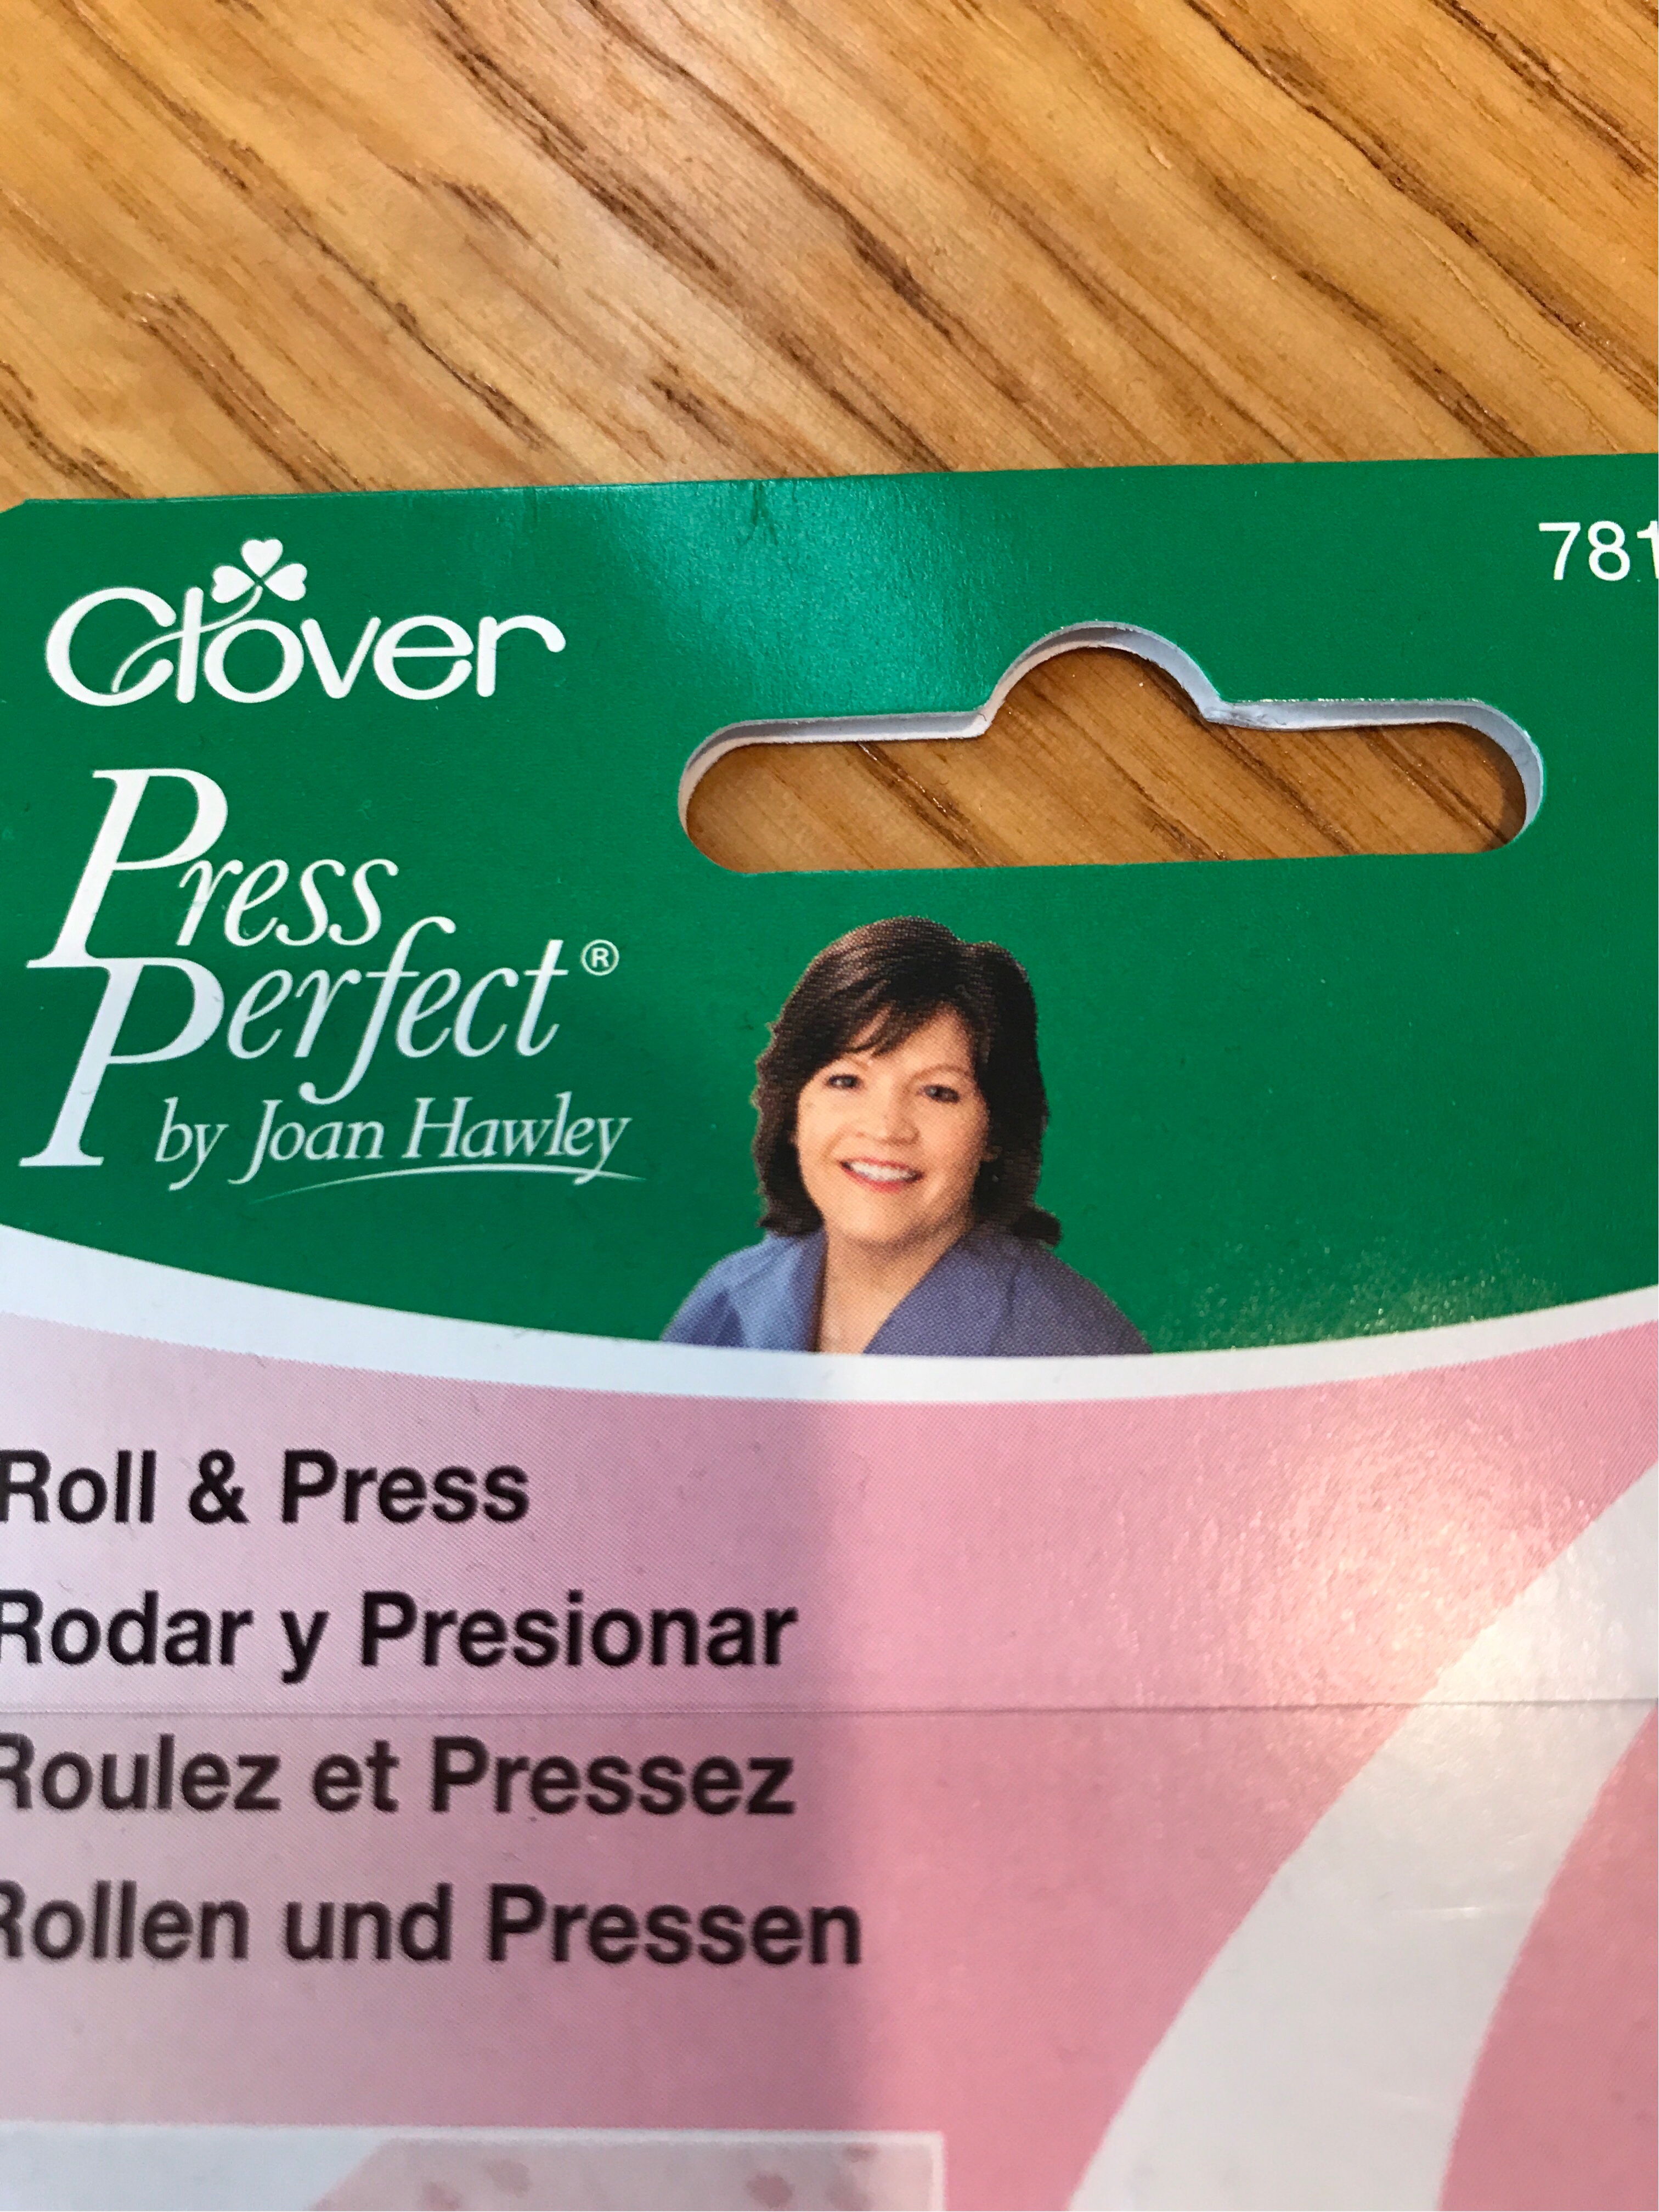 Clover
781
Press
Perfect®
by Joan Hawley
Roll & Press
Rodar y Presionar
Roulez et Pressez
Rollen und Pressen